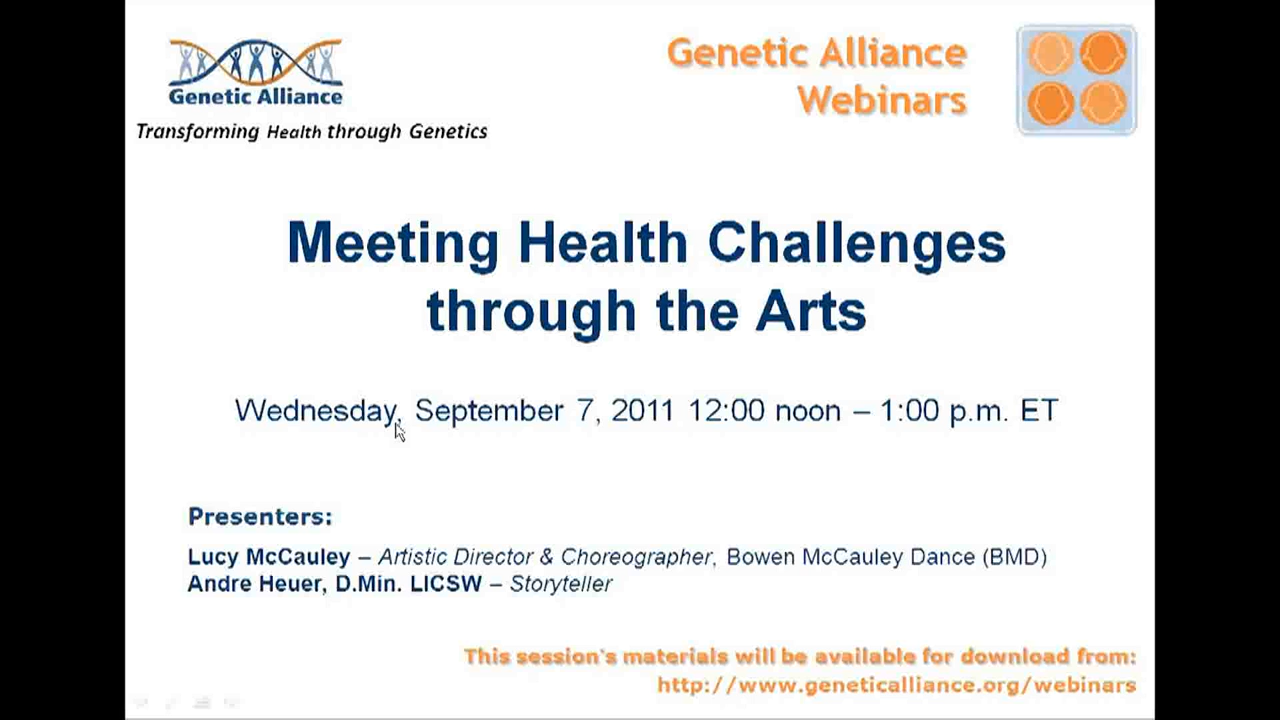 Genetic Alliance
Transforming Health through Genetics
Genetic Alliance
Webinars
Meeting Health Challenges
through the Arts
Wednesday, September 7, 2011 12:00 noon – 1:00 p.m. ET
Presenters:
Lucy McCauley – Artistic Director & Choreographer, Bowen McCauley Dance (BMD)
Andre Heuer, D.Min. LICSW – Storyteller
This session's materials will be available for download from:
http://www.geneticalliance.org/webinars